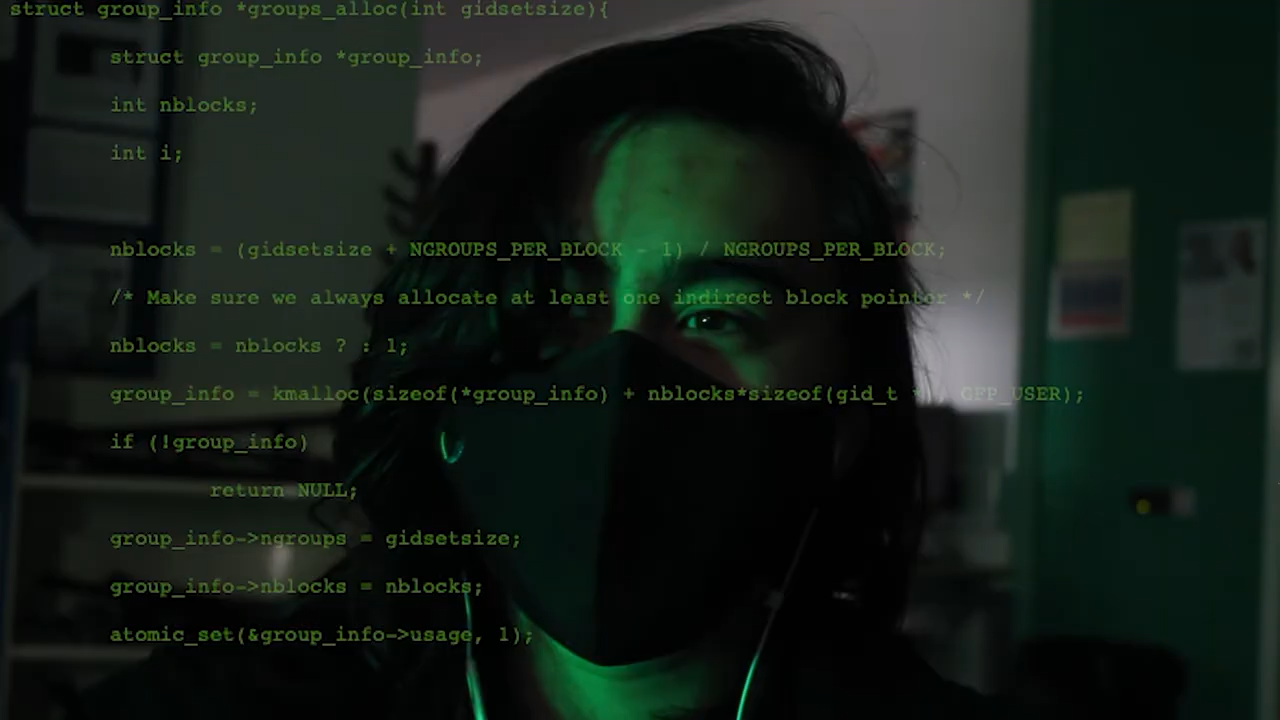 struct group_info *groups_alloc(int gidsetsize){
struct group_info *group_info;
int nblocks;
int i;
nblocks = (gidsetsize + NGROUPS_PER_BLOCK - 1) / NGROUPS_PER_BLOCK;
/* Make sure we always allocate at least one indirect block pointer */
nblocks = nblocks ? : 1;
group_info = kmalloc(sizeof(*group_info) + nblocks*sizeof(gid_t *), GFP_USER);
if (!group_info)
return NULL;
group_info->ngroups = gidsetsize;
group_info->nblocks = nblocks;
atomic_set(&group_info->usage, 1);